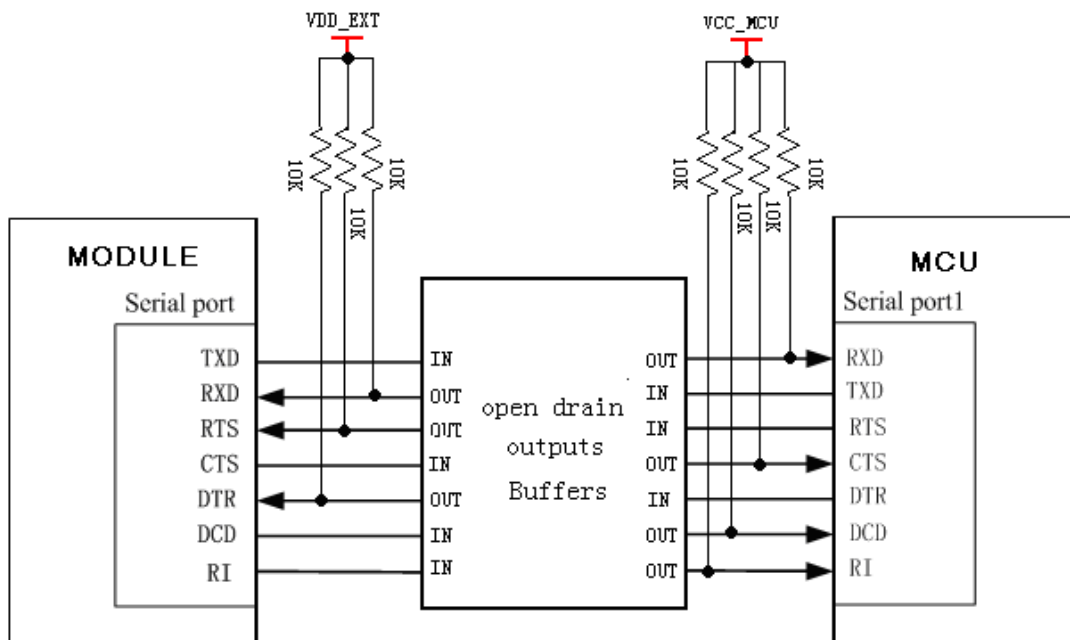 VDD_EXT
VCC_MCU
10K
10K
10K
10K
10K
10K
10K
MODULE
MCU
Serial port
Serial port1
TXD
RXD
RTS
CTS
DTR
DCD
RI
IN
OUT
OUT
IN
OUT
IN
IN
open drain
outputs
Buffers
OUT
IN
IN
OUT
IN
OUT
OUT
RXD
TXD
RTS
CTS
DTR
DCD
RI